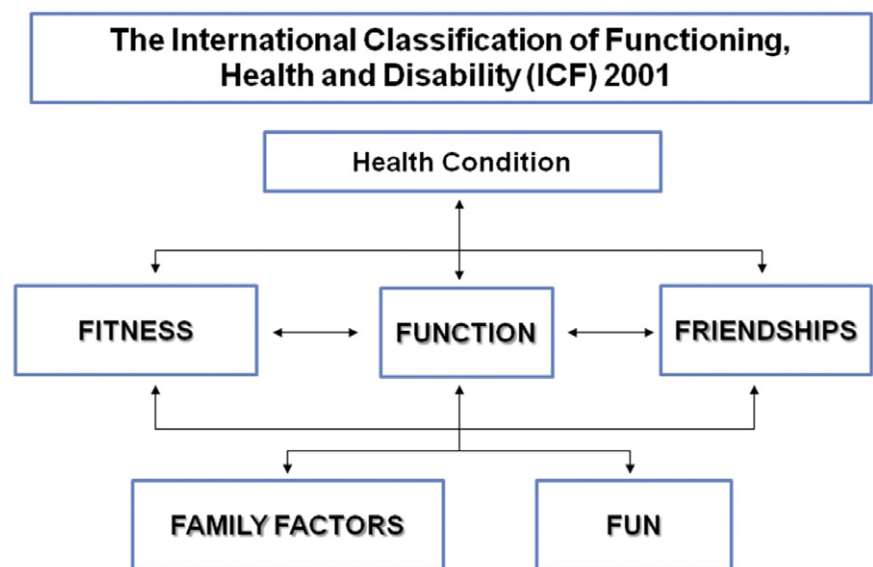 The International Classification of Functioning,
Health and Disability (ICF) 2001
Health Condition
FITNESS
FUNCTION
FRIENDSHIPS
FAMILY FACTORS
FUN